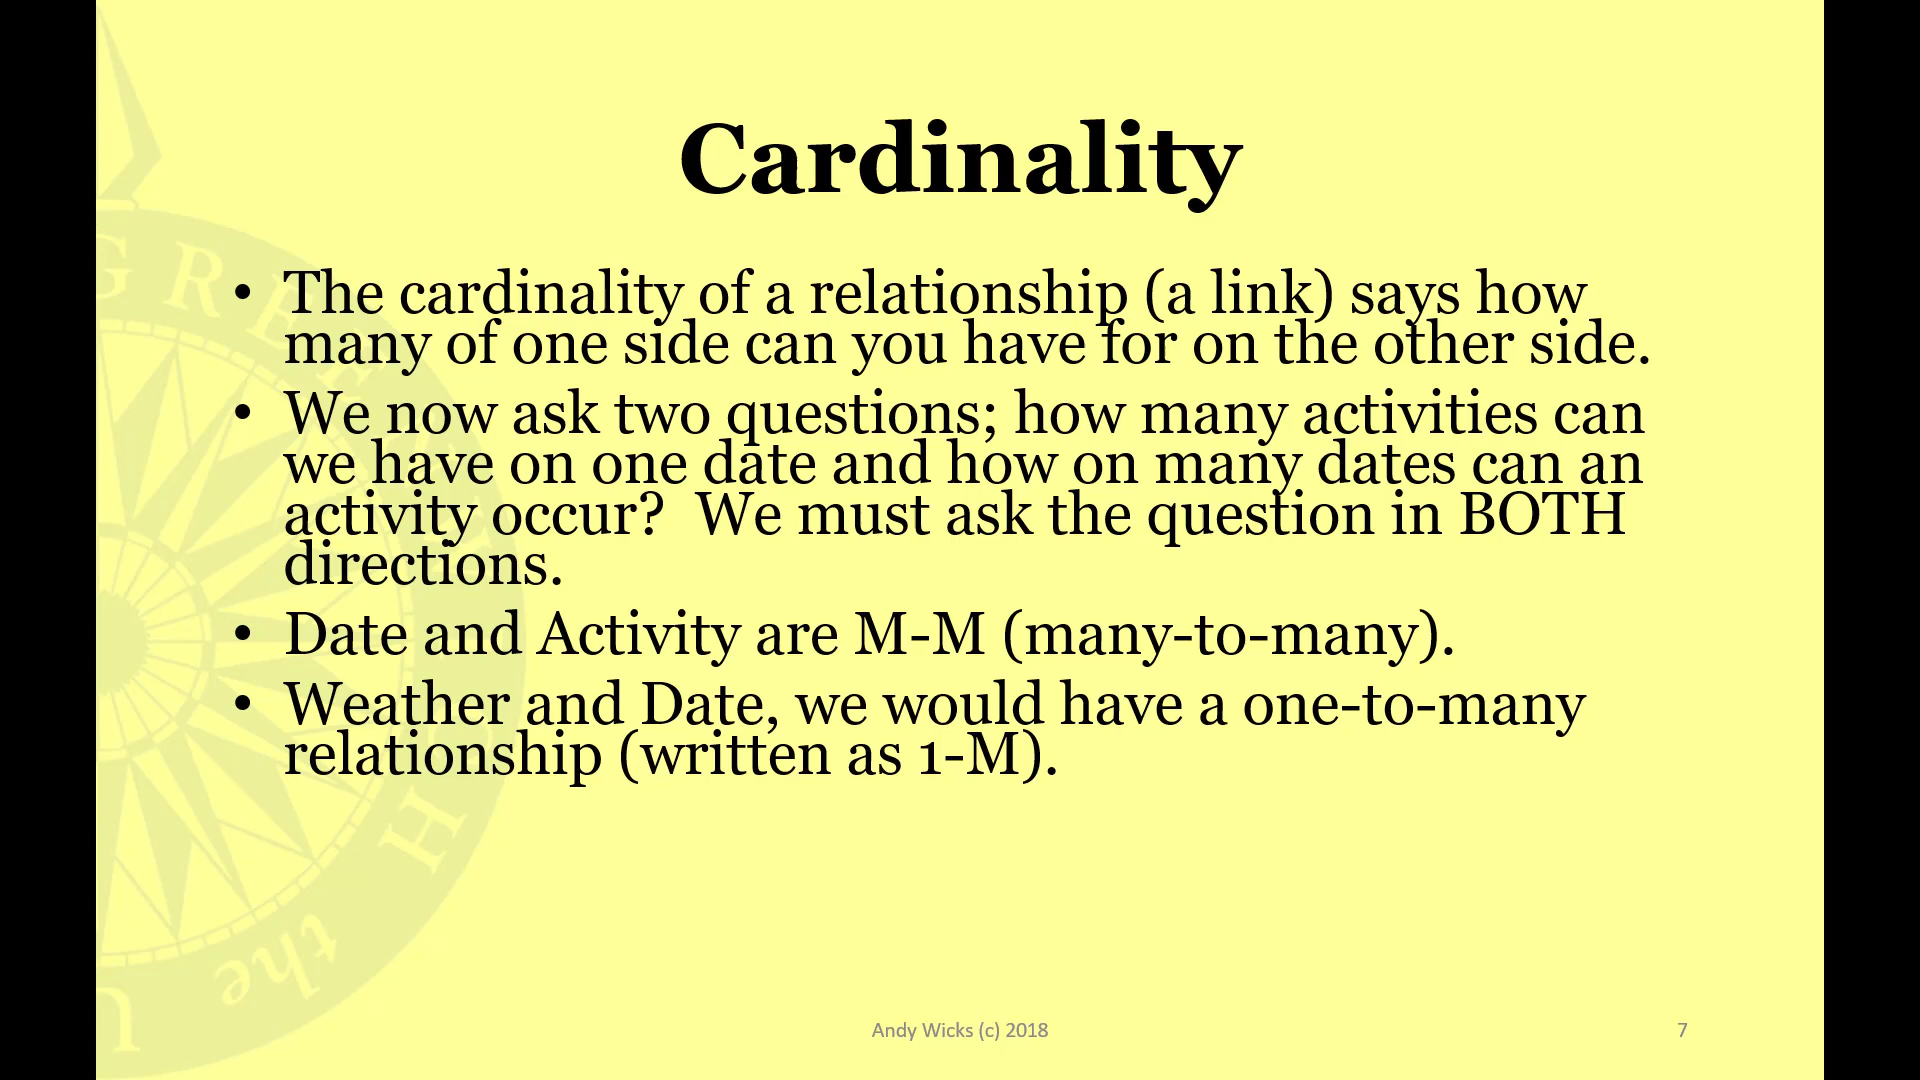 Cardinality
• The cardinality of a relationship (a link) says how
many of one side can you have for on the other side.
• We now ask two questions; how many activities can
we have on one date and how on many dates can an
activity occur?  We must ask the question in BOTH
directions.
• Date and Activity are M-M (many-to-many).
• Weather and Date, we would have a one-to-many
relationship (written as 1-M).
Andy Wicks (c) 2018
7